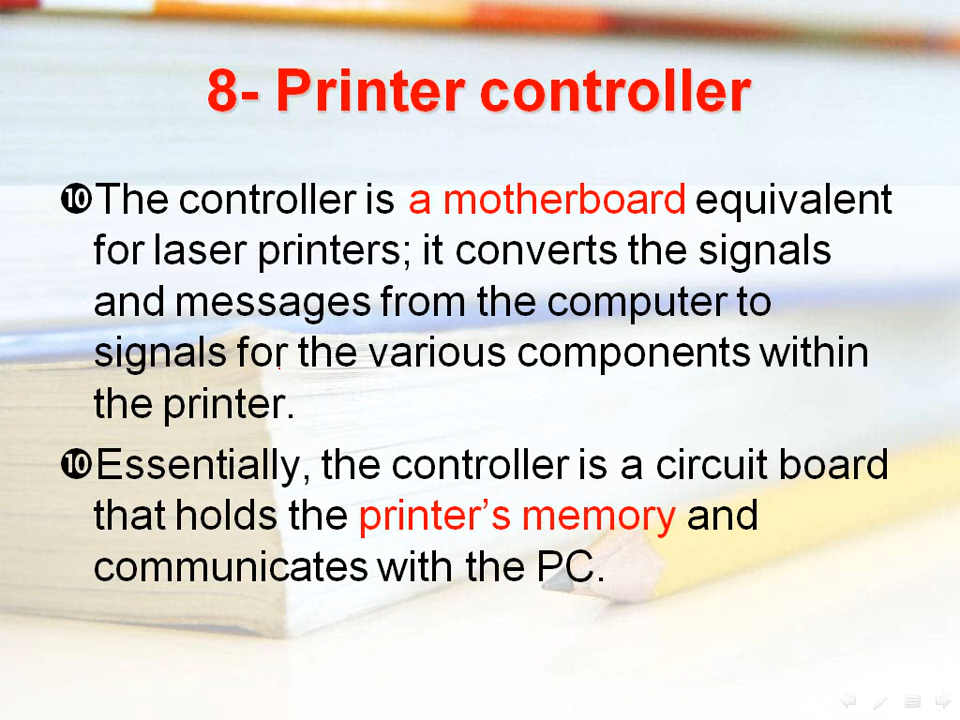 8- Printer controller
❿The controller is a motherboard equivalent
for laser printers; it converts the signals
and messages from the computer to
signals for the various components within
the printer.
❿Essentially, the controller is a circuit board
that holds the printer’s memory and
communicates with the PC.